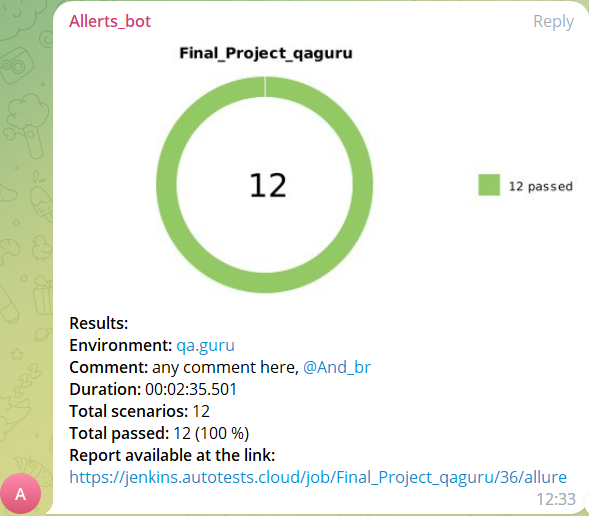 Allerts_bot Reply
Final_Project_qaguru
12
12 passed
Results:
Environment: qa.guru
Comment: any comment here, @And_br
Duration: 00:02:35.501
Total scenarios: 12
Total passed: 12 (100 %)
Report available at the link:
https://jenkins.autotests.cloud/job/Final_Project_qaguru/36/allure
A
12:33